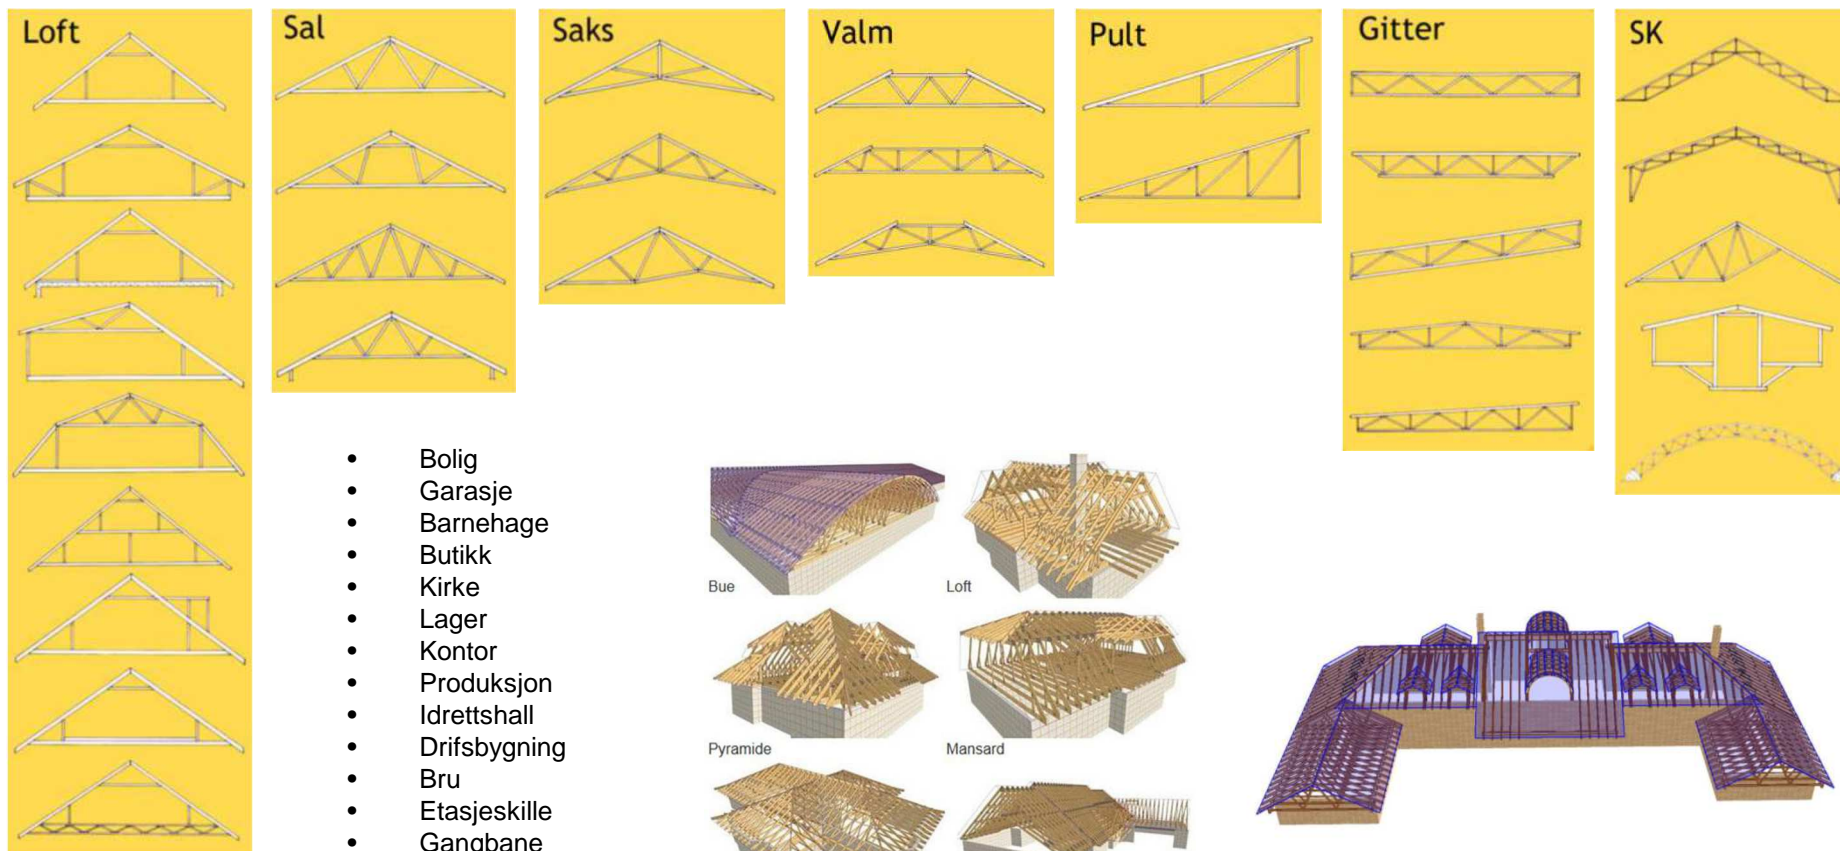 Loft
Sal
Saks
Valm
Pult
Gitter
SK
• Bolig
• Garasje
• Barnehage
• Butikk
• Kirke
• Lager
• Kontor
• Produksjon
• Idrettshall
• Drifsbygning
• Bru
• Etasjeskille
• Gangbane
Bue
Loft
Pyramide
Mansard